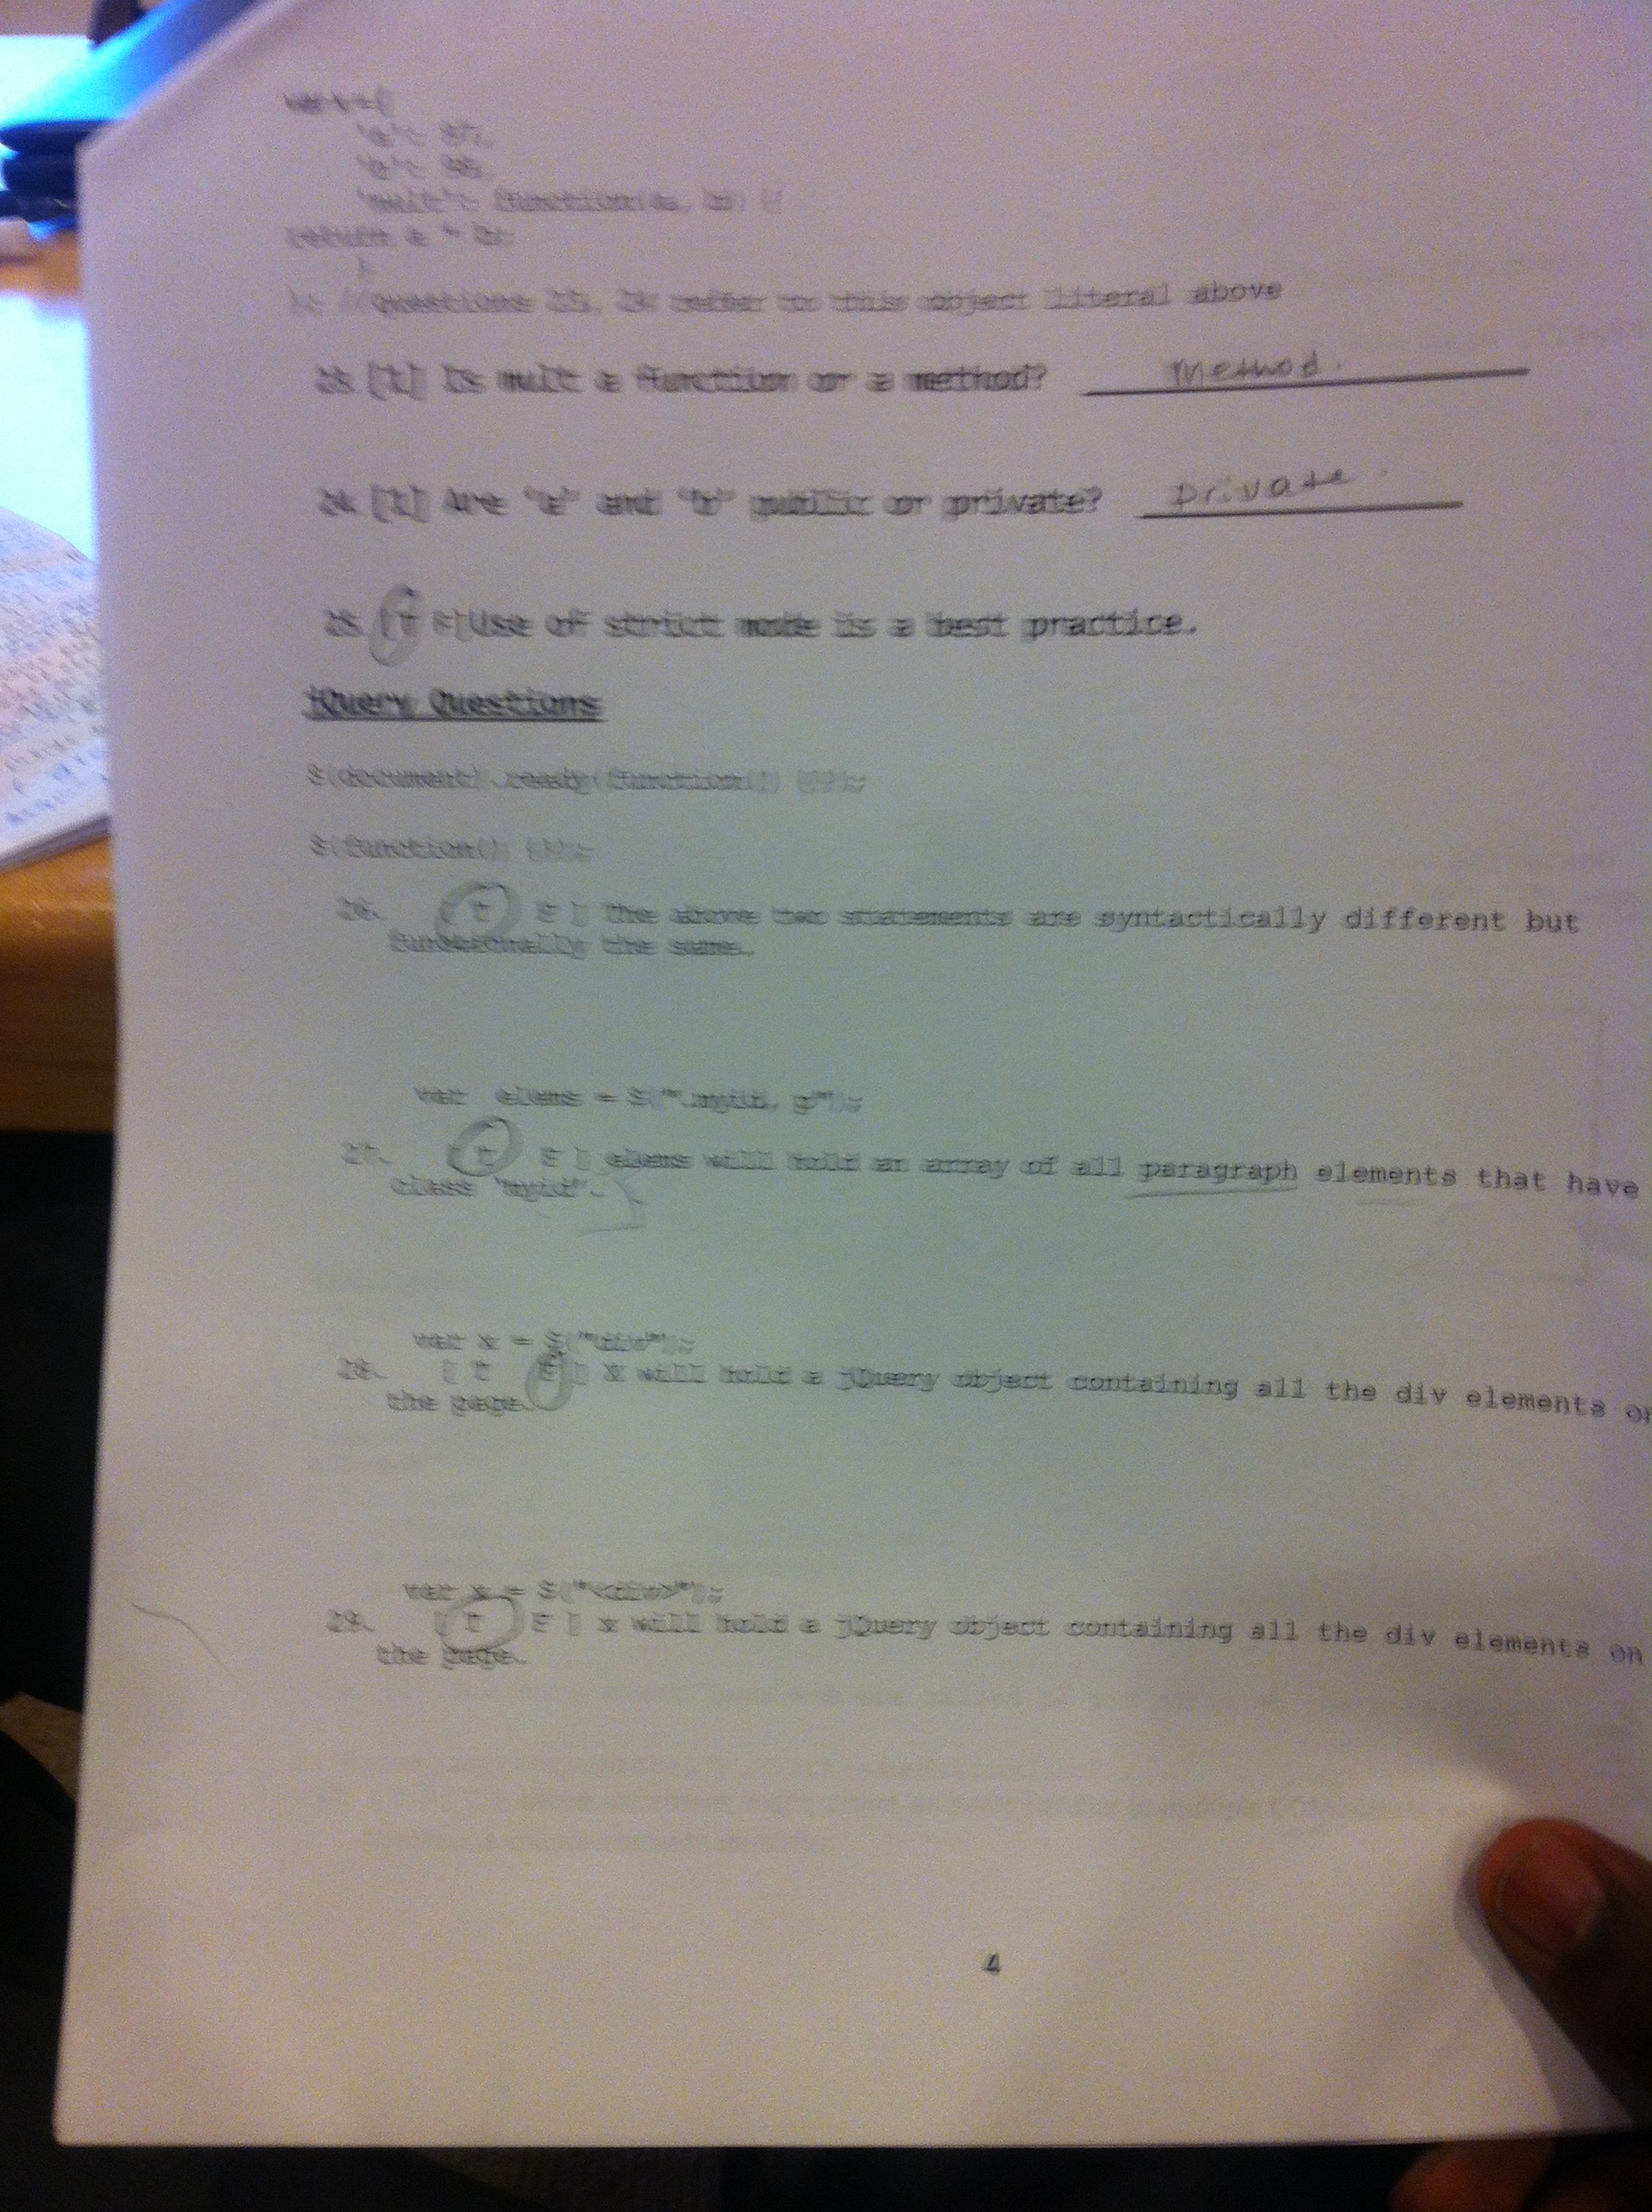 var x={
'a': 97,
'b': 98,
'mult': function(a, b) {
return a * b;
}
}; //Questions 23, 24 refer to this object literal above
23 [1] Is mult a function or a method? Method.
24 [1] Are 'a' and 'b' public or private? private.
25 [T F]Use of strict mode is a best practice.
jQuery Questions
$(document).ready(function() {});
$(function() {});
26. [ T F ] The above two statements are syntactically different but
functionally the same.
var elems = $(".myid, p");
27. [ T F ] elems will hold an array of all paragraph elements that have
class "myid".
var x = $("div");
28. [ T F ] X will hold a jQuery object containing all the div elements on
the page.
var x = $("<div>");
29. [ T F ] x will hold a jQuery object containing all the div elements on
the page.
4